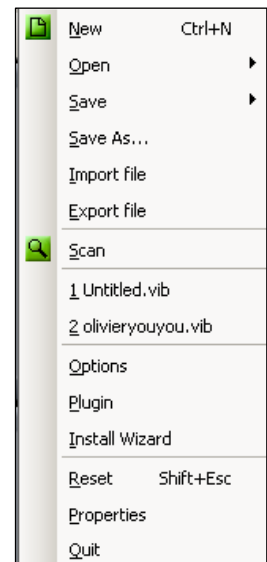 New Ctrl+N
Open
Save
Save As...
Import file
Export file
Scan
1 Untitled.vib
2 olivieryouyou.vib
Options
Plugin
Install Wizard
Reset Shift+Esc
Properties
Quit